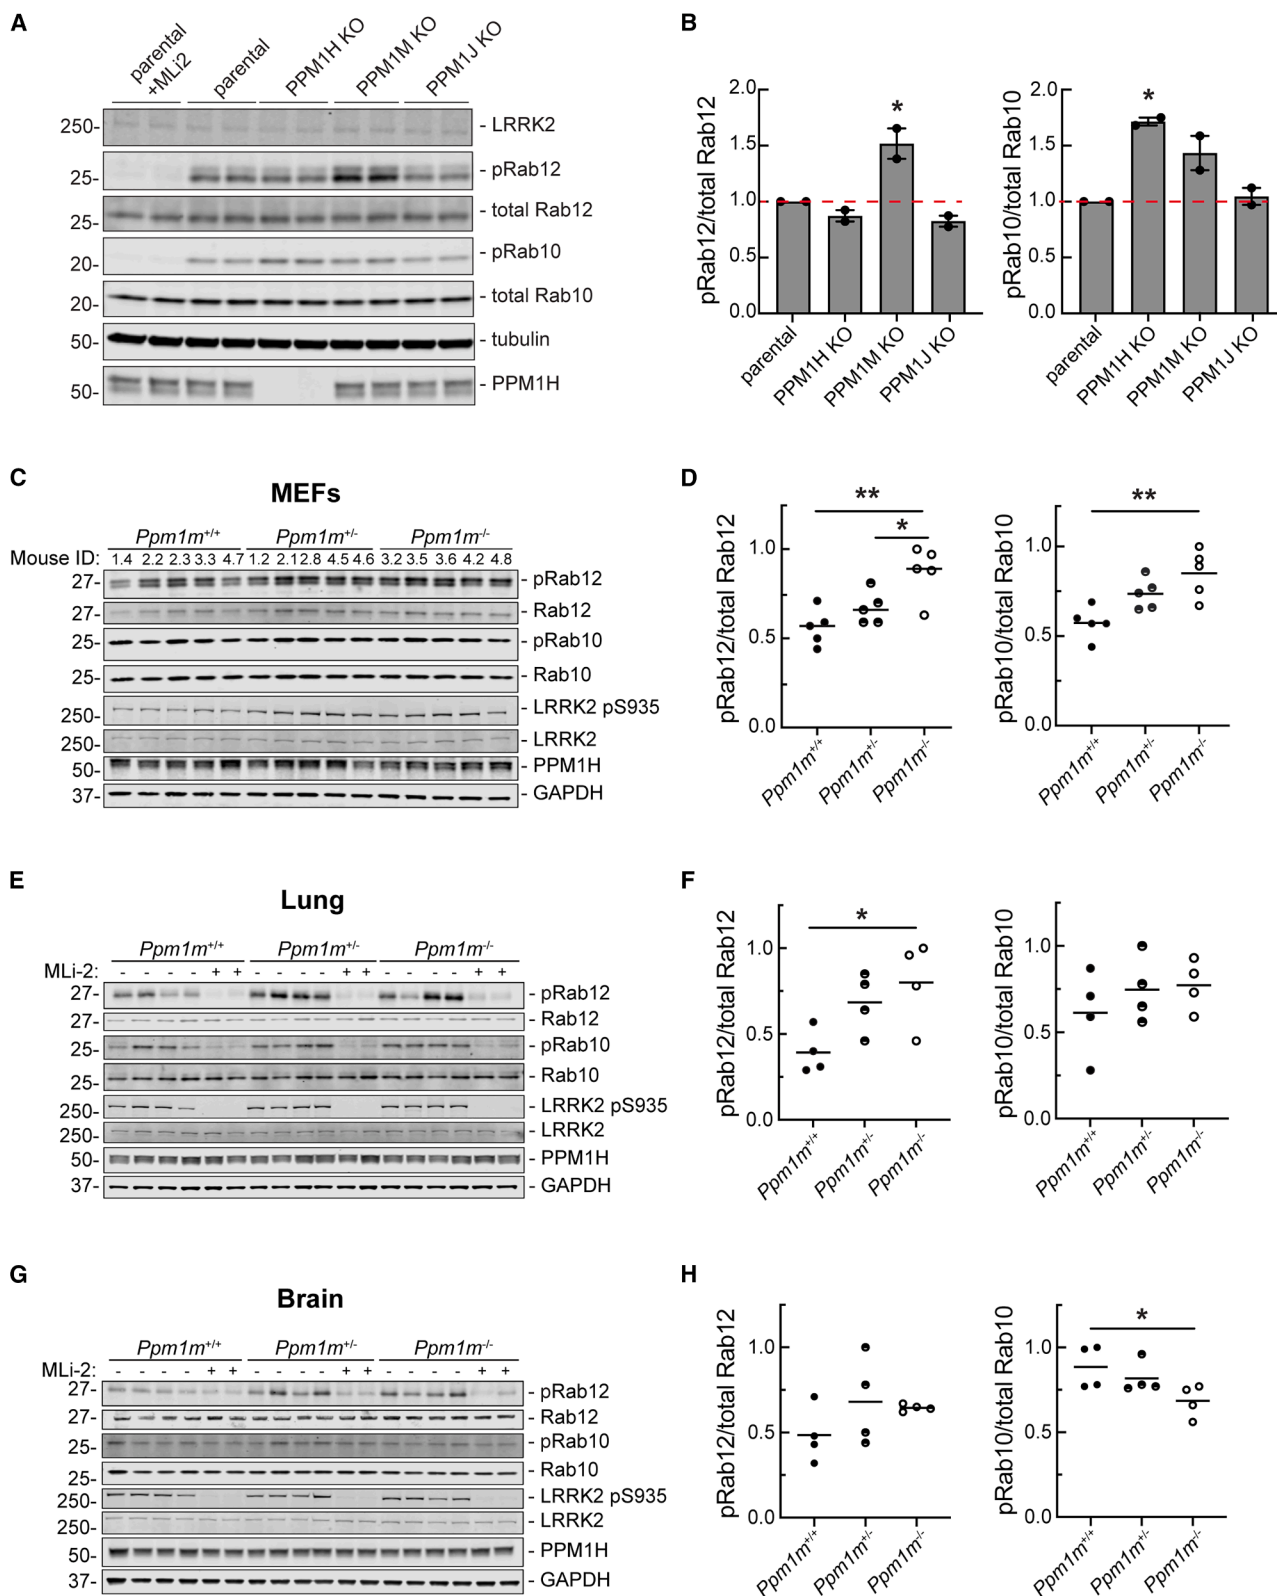 A
parental +MLi2
parental
PPM1H KO
PPM1M KO
PPM1J KO
250- - LRRK2
25- - pRab12
25- - total Rab12
20- - pRab10
20- - total Rab10
50- - tubulin
50- - PPM1H
B
pRab12/total Rab12
2.0
1.5
1.0
0.5
0.0
*
parental
PPM1H KO
PPM1M KO
PPM1J KO
pRab10/total Rab10
2.0
1.5
1.0
0.5
0.0
*
parental
PPM1H KO
PPM1M KO
PPM1J KO
C
MEFs
Ppm1m+/+ Ppm1m+/- Ppm1m-/-
Mouse ID: 1.4 2.2 2.3 3.3 4.7 1.2 2.1 2.8 4.5 4.6 3.2 3.5 3.6 4.2 4.8
27- - pRab12
27- - Rab12
25- - pRab10
25- - Rab10
250- - LRRK2 pS935
250- - LRRK2
50- - PPM1H
37- - GAPDH
D
pRab12/total Rab12
1.0
0.5
0.0
**
*
Ppm1m+/+
Ppm1m+/-
Ppm1m-/-
pRab10/total Rab10
1.0
0.5
0.0
**
Ppm1m+/+
Ppm1m+/-
Ppm1m-/-
E
Lung
Ppm1m+/+ Ppm1m+/- Ppm1m-/-
MLi-2: - - - - + + - - - - + + - - - - + +
27- - pRab12
27- - Rab12
25- - pRab10
25- - Rab10
250- - LRRK2 pS935
250- - LRRK2
50- - PPM1H
37- - GAPDH
F
pRab12/total Rab12
1.0
0.5
0.0
*
Ppm1m+/+
Ppm1m+/-
Ppm1m-/-
pRab10/total Rab10
1.0
0.5
0.0
Ppm1m+/+
Ppm1m+/-
Ppm1m-/-
G
Brain
Ppm1m+/+ Ppm1m+/- Ppm1m-/-
MLi-2: - - - - + + - - - - + + - - - - + +
27- - pRab12
27- - Rab12
25- - pRab10
25- - Rab10
250- - LRRK2 pS935
250- - LRRK2
50- - PPM1H
37- - GAPDH
H
pRab12/total Rab12
1.0
0.5
0.0
Ppm1m+/+
Ppm1m+/-
Ppm1m-/-
pRab10/total Rab10
1.0
0.5
0.0
*
Ppm1m+/+
Ppm1m+/-
Ppm1m-/-